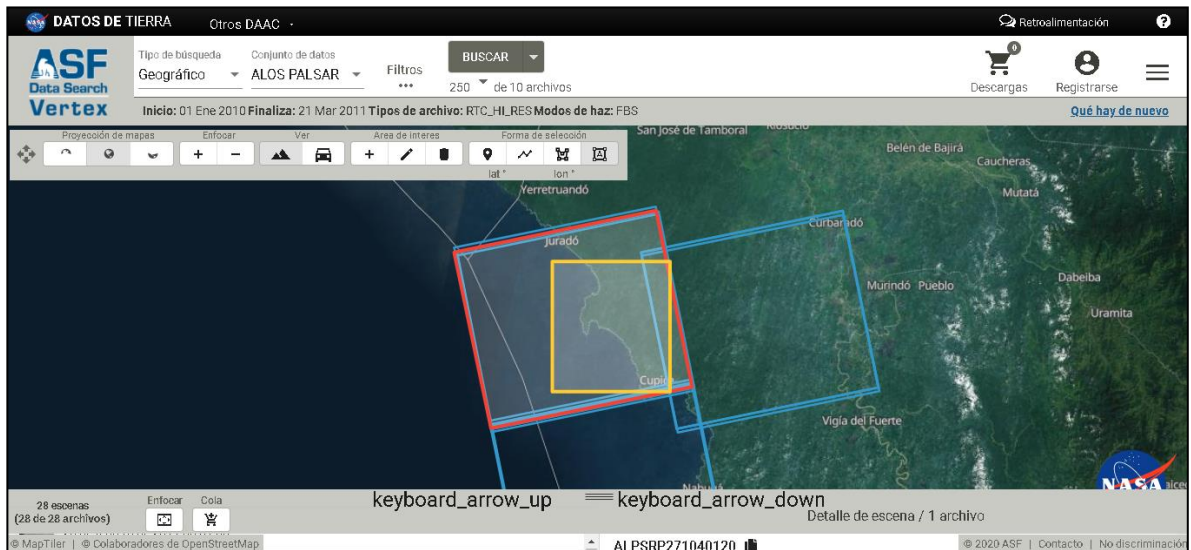 DATOS DE TIERRA Otros DAAC Retroalimentación ?
ASF
Data Search
Vertex
Tipo de búsqueda Conjunto de datos
Geográfico ALOS PALSAR Filtros
BUSCAR
250 de 10 archivos
0
Descargas Registrarse
Inicio: 01 Ene 2010 Finaliza: 21 Mar 2011 Tipos de archivo: RTC_HI_RES Modos de haz: FBS Qué hay de nuevo
Proyección de mapas Enfocar Ver Area de interes Forma de selección
lat ° lon °
San José de Tamboral
Belén de Bajirá
Caucheras
Mutatá
Yerretruandó
Curbaradó
Juradó
Dabeiba
Murindó Pueblo
Uramita
Cupica
Vigía del Fuerte
NASA
28 escenas
(28 de 28 archivos)
Enfocar Cola
keyboard_arrow_up keyboard_arrow_down
Detalle de escena / 1 archivo
© MapTiler | © Colaboradores de OpenStreetMap
ALPSRP271040120
© 2020 ASF | Contacto | No discriminación